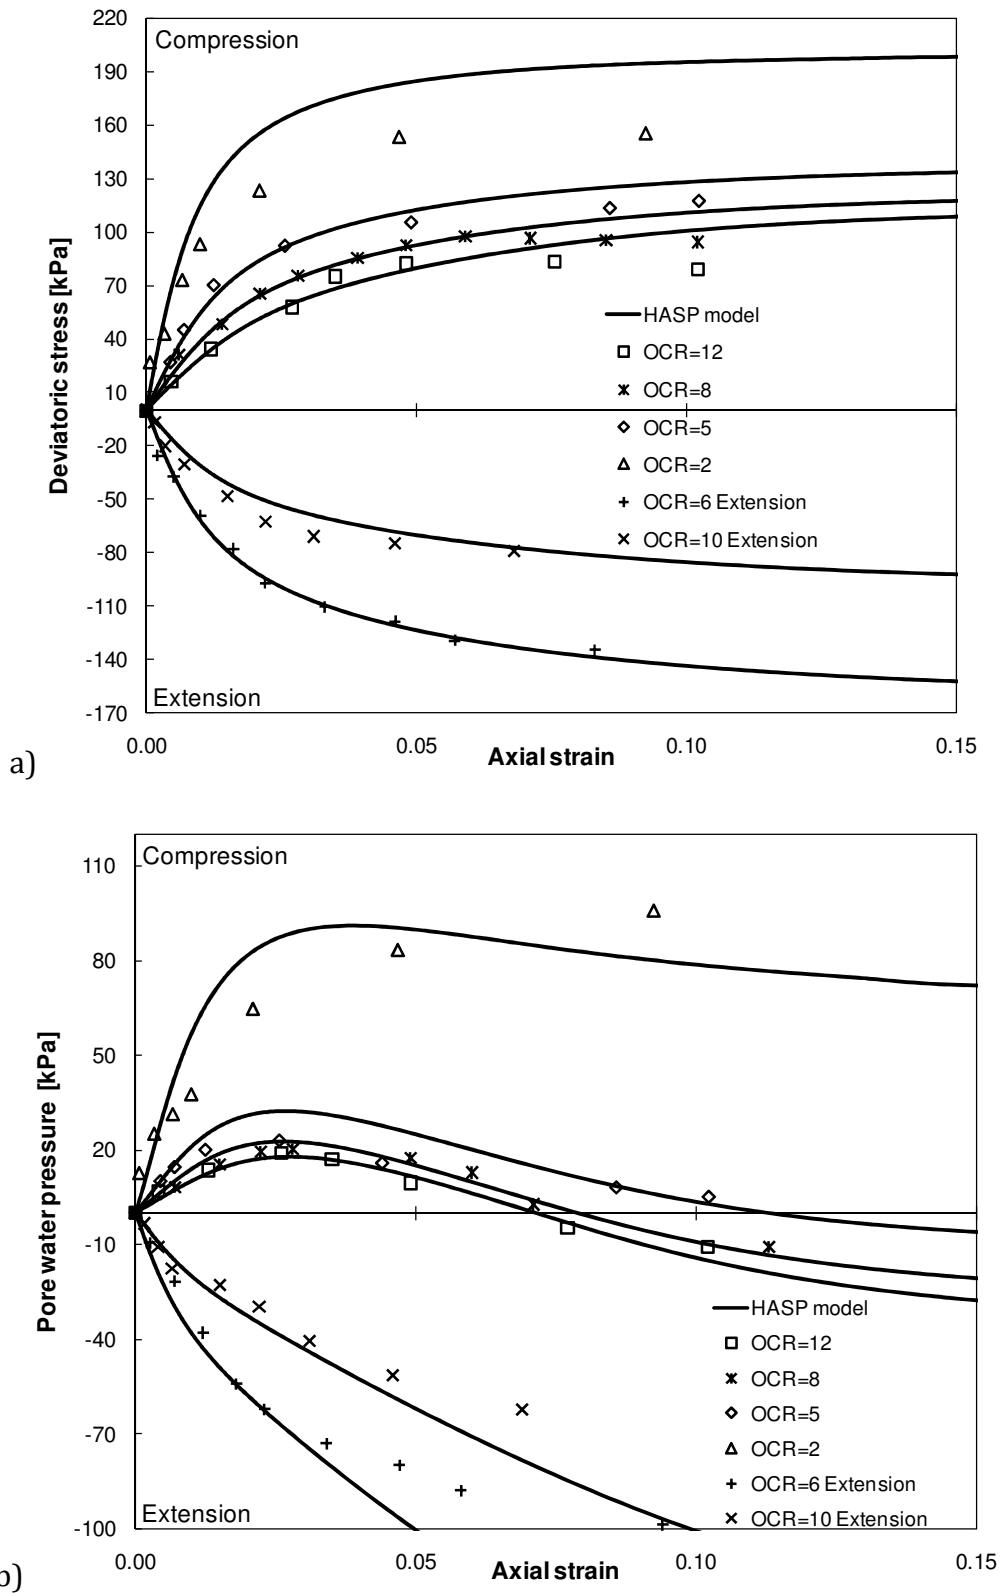 220
Compression
190
160
130
100
70
40
10
-20
-50
-80
-110
-140
-170
Deviatoric stress [kPa]
HASP model
OCR=12
OCR=8
OCR=5
OCR=2
OCR=6 Extension
OCR=10 Extension
Extension
0.00
0.05
0.10
0.15
Axial strain
a)
Compression
110
80
50
20
-10
-40
-70
-100
Pore water pressure [kPa]
HASP model
OCR=12
OCR=8
OCR=5
OCR=2
OCR=6 Extension
OCR=10 Extension
Extension
0.00
0.05
0.10
0.15
Axial strain
b)